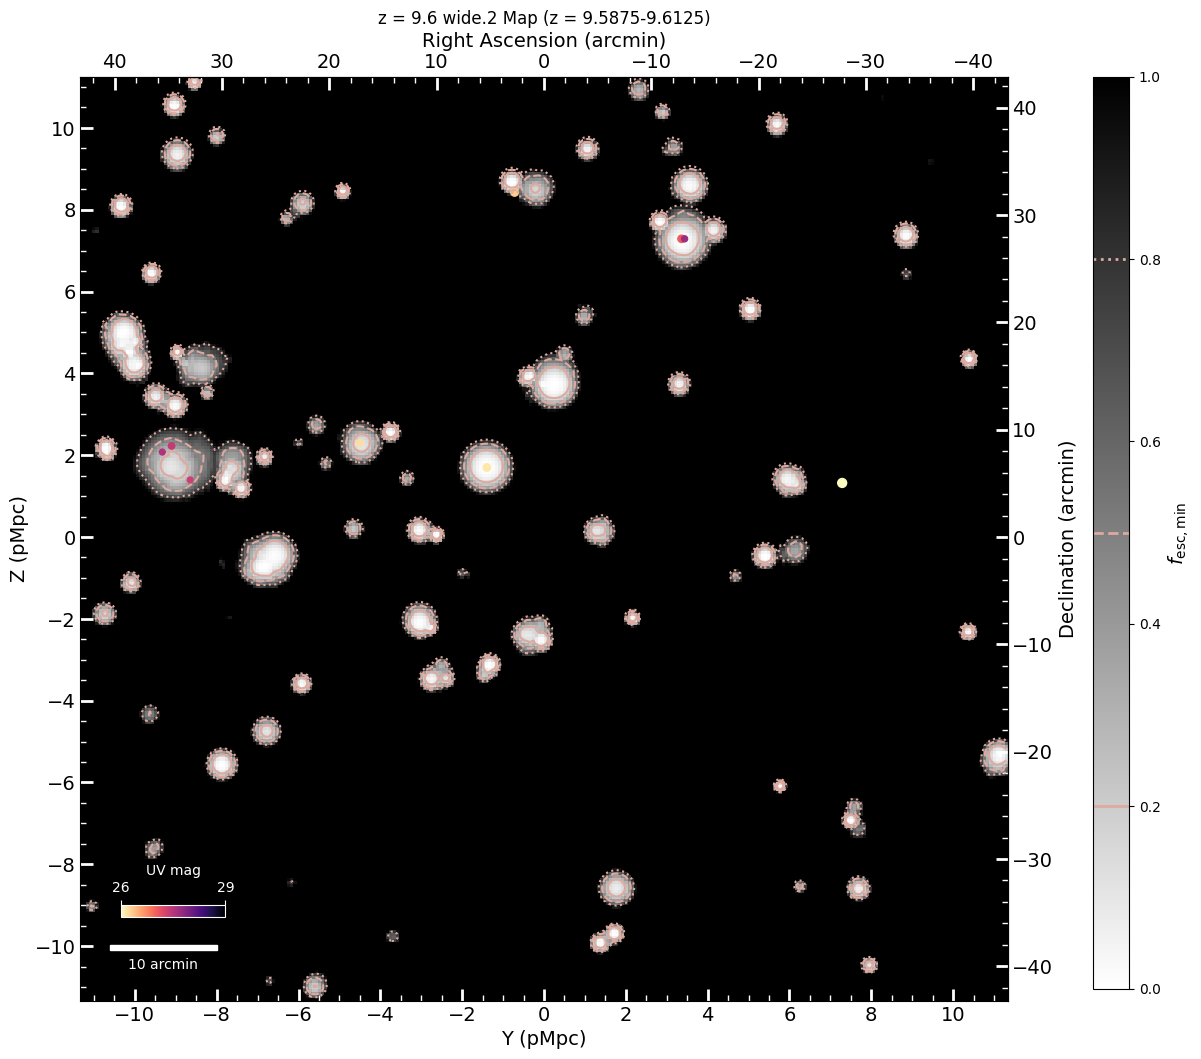 z = 9.6 wide.2 Map (z = 9.5875-9.6125)
Right Ascension (arcmin)
40 30 20 10 0 −10 −20 −30 −40
10
8
6
4
2
0
−2
−4
−6
−8
−10
Z (pMpc)
UV mag
26 29
10 arcmin
−10 −8 −6 −4 −2 0 2 4 6 8 10
Y (pMpc)
40
30
20
10
0
−10
−20
−30
−40
Declination (arcmin)
1.0
0.8
0.6
0.4
0.2
0.0
fesc,min